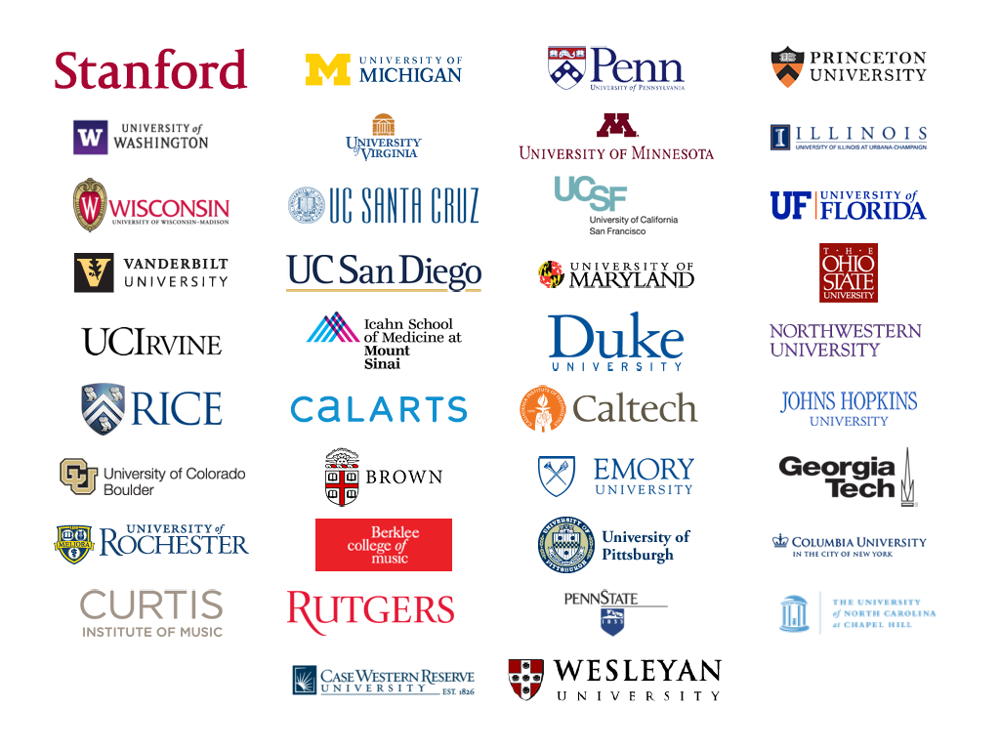 Stanford
M UNIVERSITY OF
MICHIGAN
Penn
University of Pennsylvania
PRINCETON
UNIVERSITY
W UNIVERSITY of
WASHINGTON
UNIVERSITY
of VIRGINIA
M
UNIVERSITY OF MINNESOTA
I ILLINOIS
UNIVERSITY OF ILLINOIS AT URBANA-CHAMPAIGN
W WISCONSIN
UNIVERSITY OF WISCONSIN–MADISON
UC SANTA CRUZ
UCSF
University of California
San Francisco
UF UNIVERSITY of
FLORIDA
V VANDERBILT
UNIVERSITY
UC San Diego
UNIVERSITY OF
MARYLAND
T · H · E
OHIO
STATE
UNIVERSITY
UCIRVINE
Icahn School
of Medicine at
Mount
Sinai
Duke
UNIVERSITY
NORTHWESTERN
UNIVERSITY
RICE
CaLARTS
Caltech
JOHNS HOPKINS
UNIVERSITY
CU University of Colorado
Boulder
BROWN
EMORY
UNIVERSITY
Georgia
Tech
MELIORA
UNIVERSITY of
ROCHESTER
Berklee
college of
music
UNIVERSITY OF PITTSBURGH
University of
Pittsburgh
COLUMBIA UNIVERSITY
IN THE CITY OF NEW YORK
CURTIS
INSTITUTE OF MUSIC
RUTGERS
PENNSTATE
1855
THE UNIVERSITY
of NORTH CAROLINA
at CHAPEL HILL
CASE WESTERN RESERVE
UNIVERSITY EST. 1826
WESLEYAN
UNIVERSITY